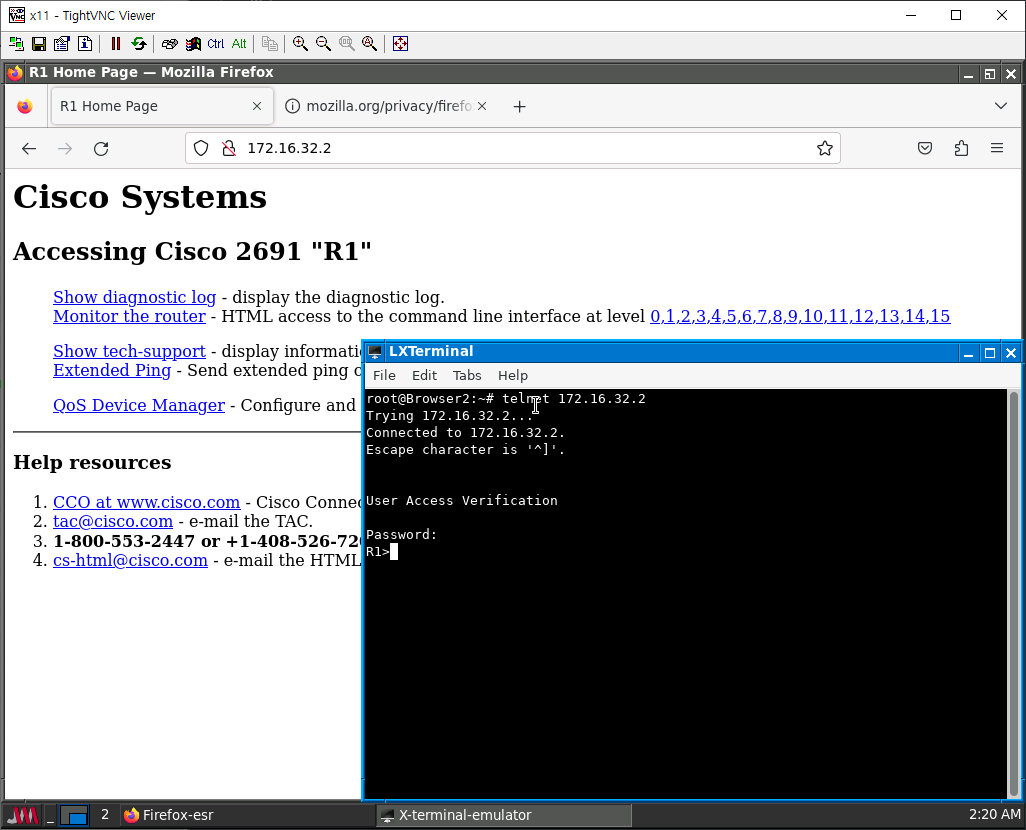 x11 - TightVNC Viewer
Ctrl Alt
R1 Home Page — Mozilla Firefox
R1 Home Page
mozilla.org/privacy/firefo
172.16.32.2
Cisco Systems
Accessing Cisco 2691 "R1"
Show diagnostic log - display the diagnostic log.
Monitor the router - HTML access to the command line interface at level 0,1,2,3,4,5,6,7,8,9,10,11,12,13,14,15
Show tech-support - display informatic
Extended Ping - Send extended ping c
QoS Device Manager - Configure and
Help resources
1. CCO at www.cisco.com - Cisco Connec
2. tac@cisco.com - e-mail the TAC.
3. 1-800-553-2447 or +1-408-526-720
4. cs-html@cisco.com - e-mail the HTML
LXTerminal
File Edit Tabs Help
root@Browser2:~# telnet 172.16.32.2
Trying 172.16.32.2...
Connected to 172.16.32.2.
Escape character is '^]'.
User Access Verification
Password:
R1>
2
Firefox-esr
X-terminal-emulator
2:20 AM